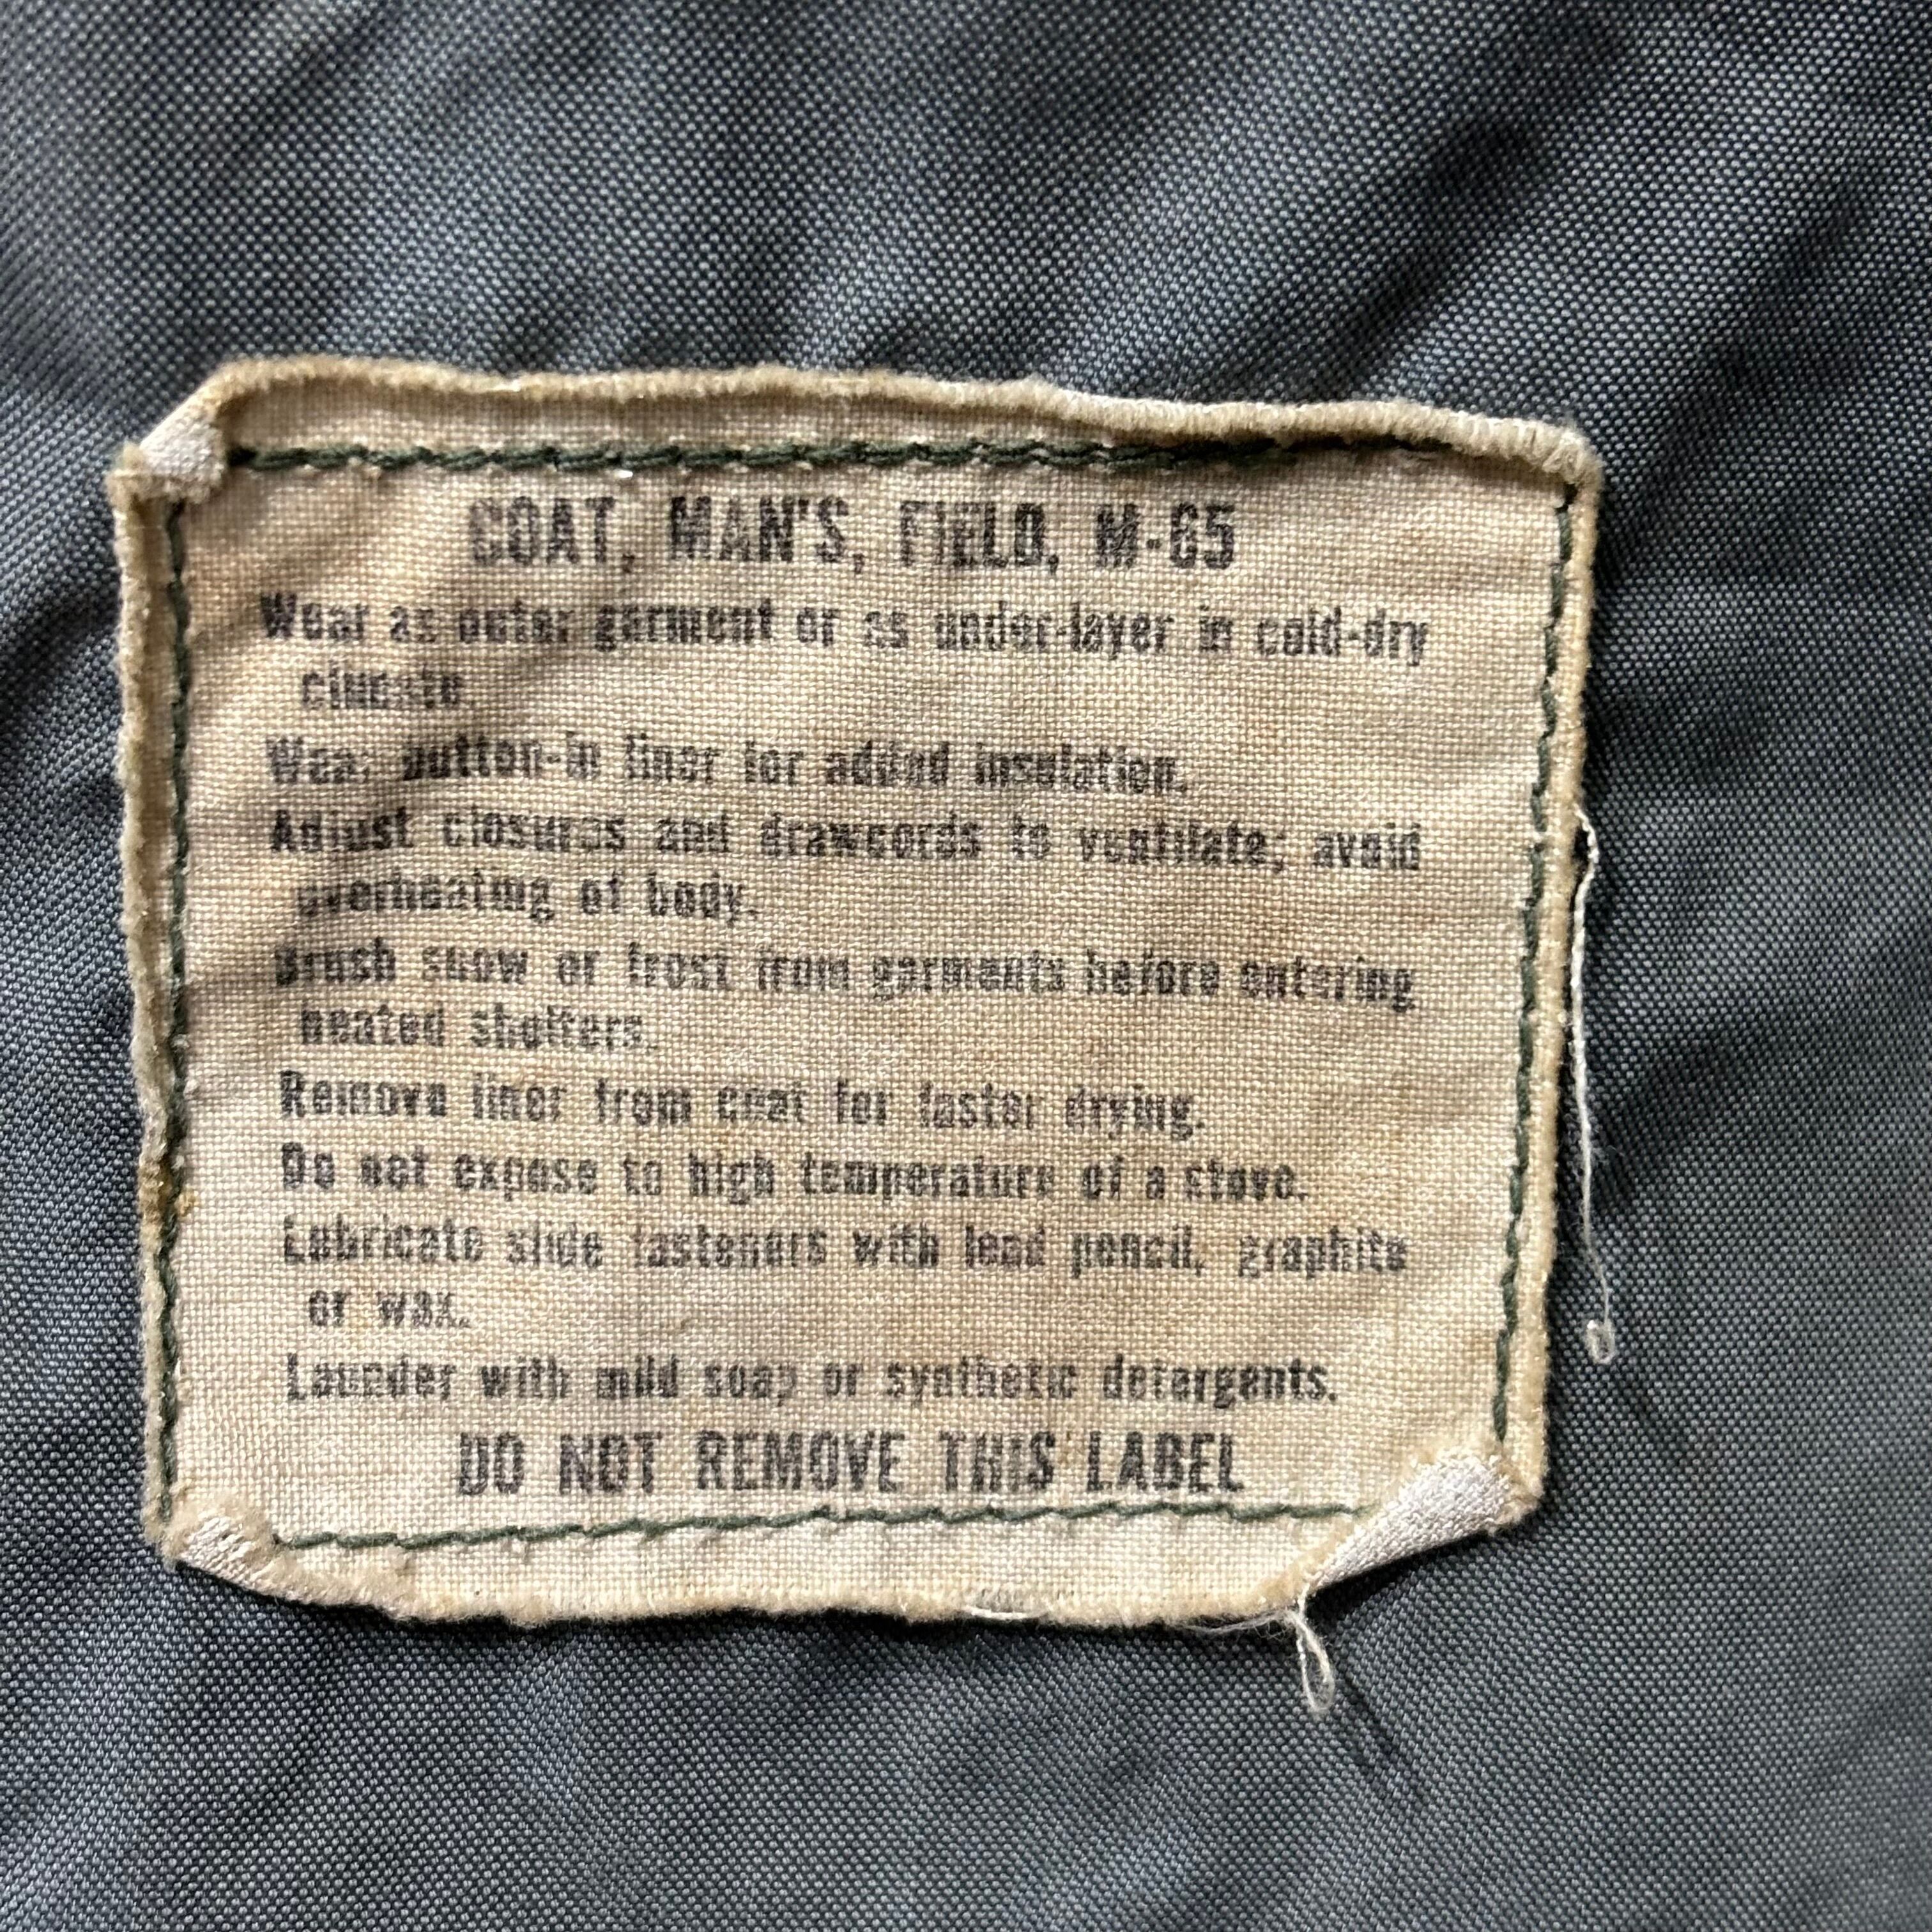 COAT, MAN'S, FIELD, M-65
Wear as outer garment or as under-layer in cold-dry
climate.
Wear button-in liner for added insulation.
Adjust closures and drawcords to ventilate; avoid
overheating of body.
Brush snow or frost from garments before entering
heated shelters.
Remove liner from coat for faster drying.
Do not expose to high temperature of a stove.
Lubricate slide fasteners with lead pencil, graphite
or wax.
Launder with mild soap or synthetic detergents.
DO NOT REMOVE THIS LABEL